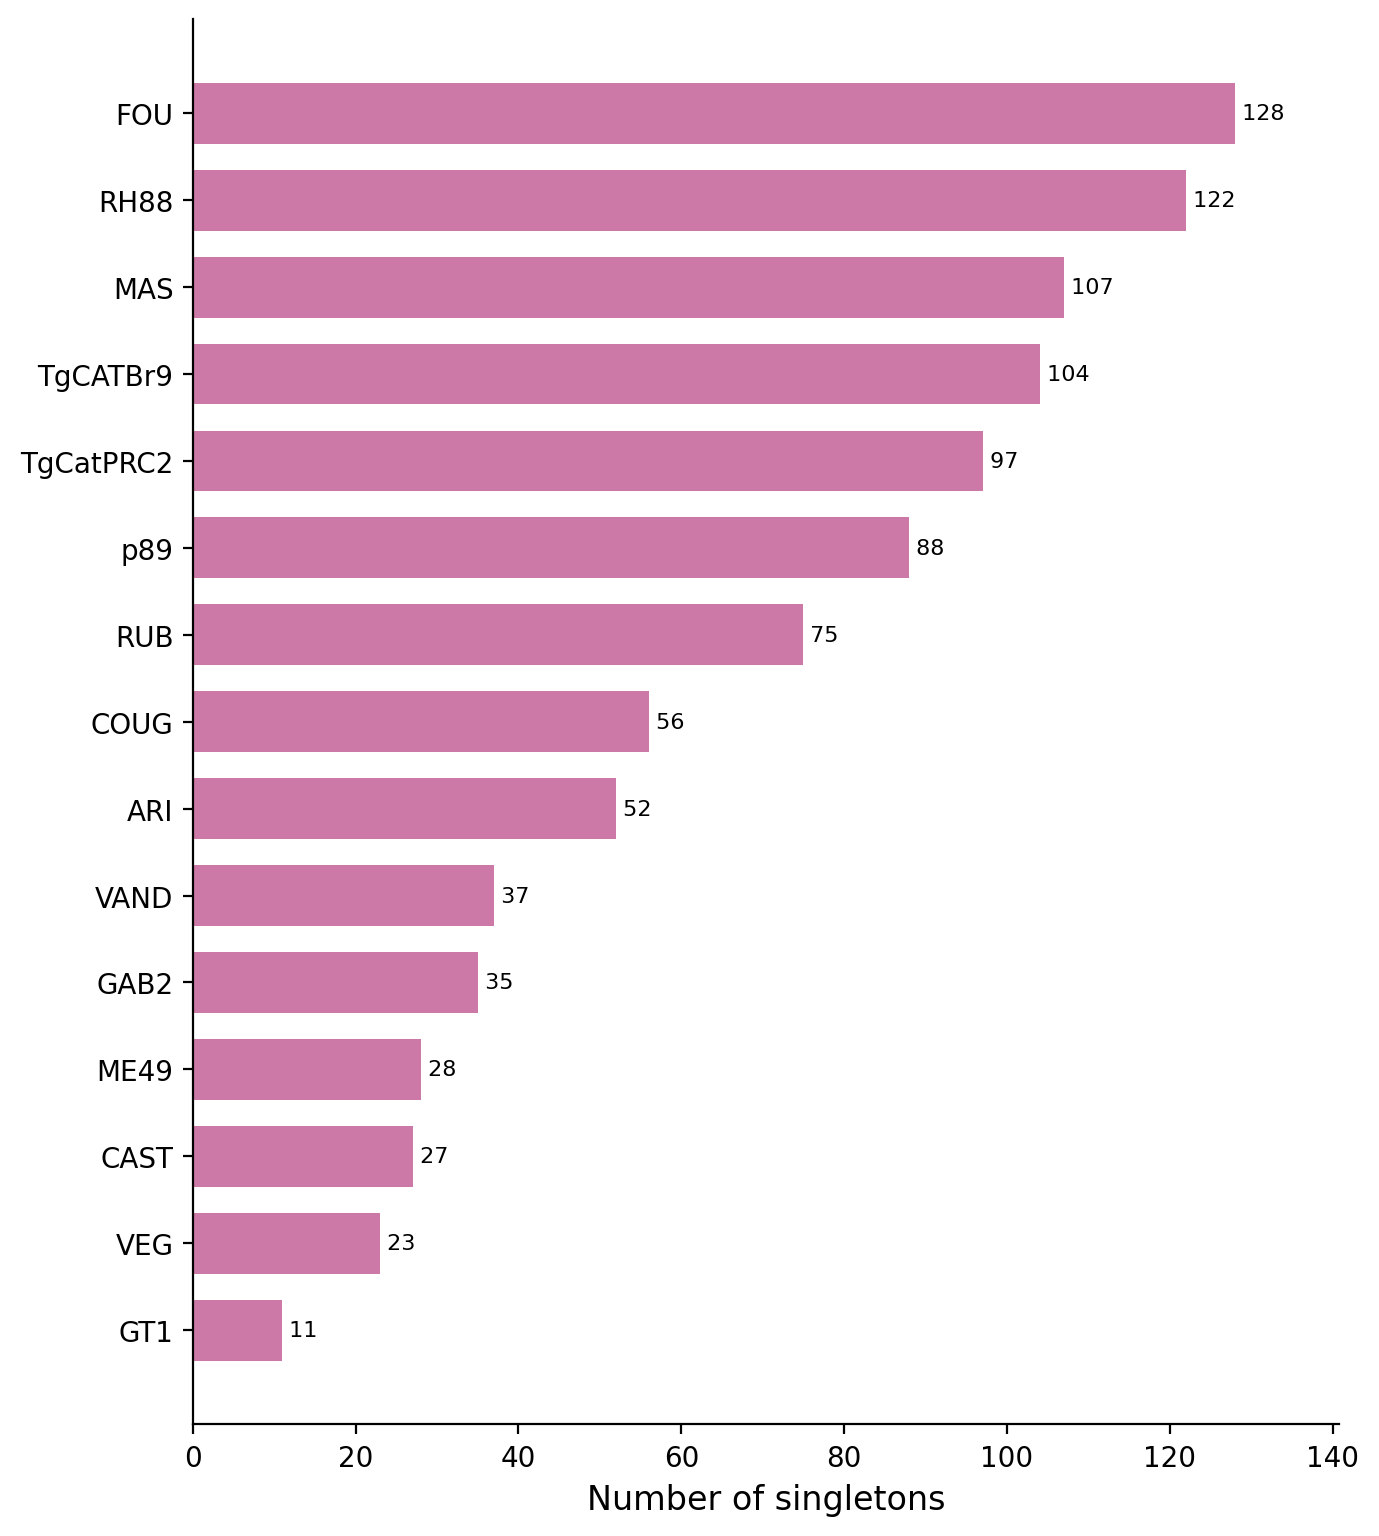 FOU 128
RH88 122
MAS 107
TgCATBr9 104
TgCatPRC2 97
p89 88
RUB 75
COUG 56
ARI 52
VAND 37
GAB2 35
ME49 28
CAST 27
VEG 23
GT1 11
0 20 40 60 80 100 120 140
Number of singletons